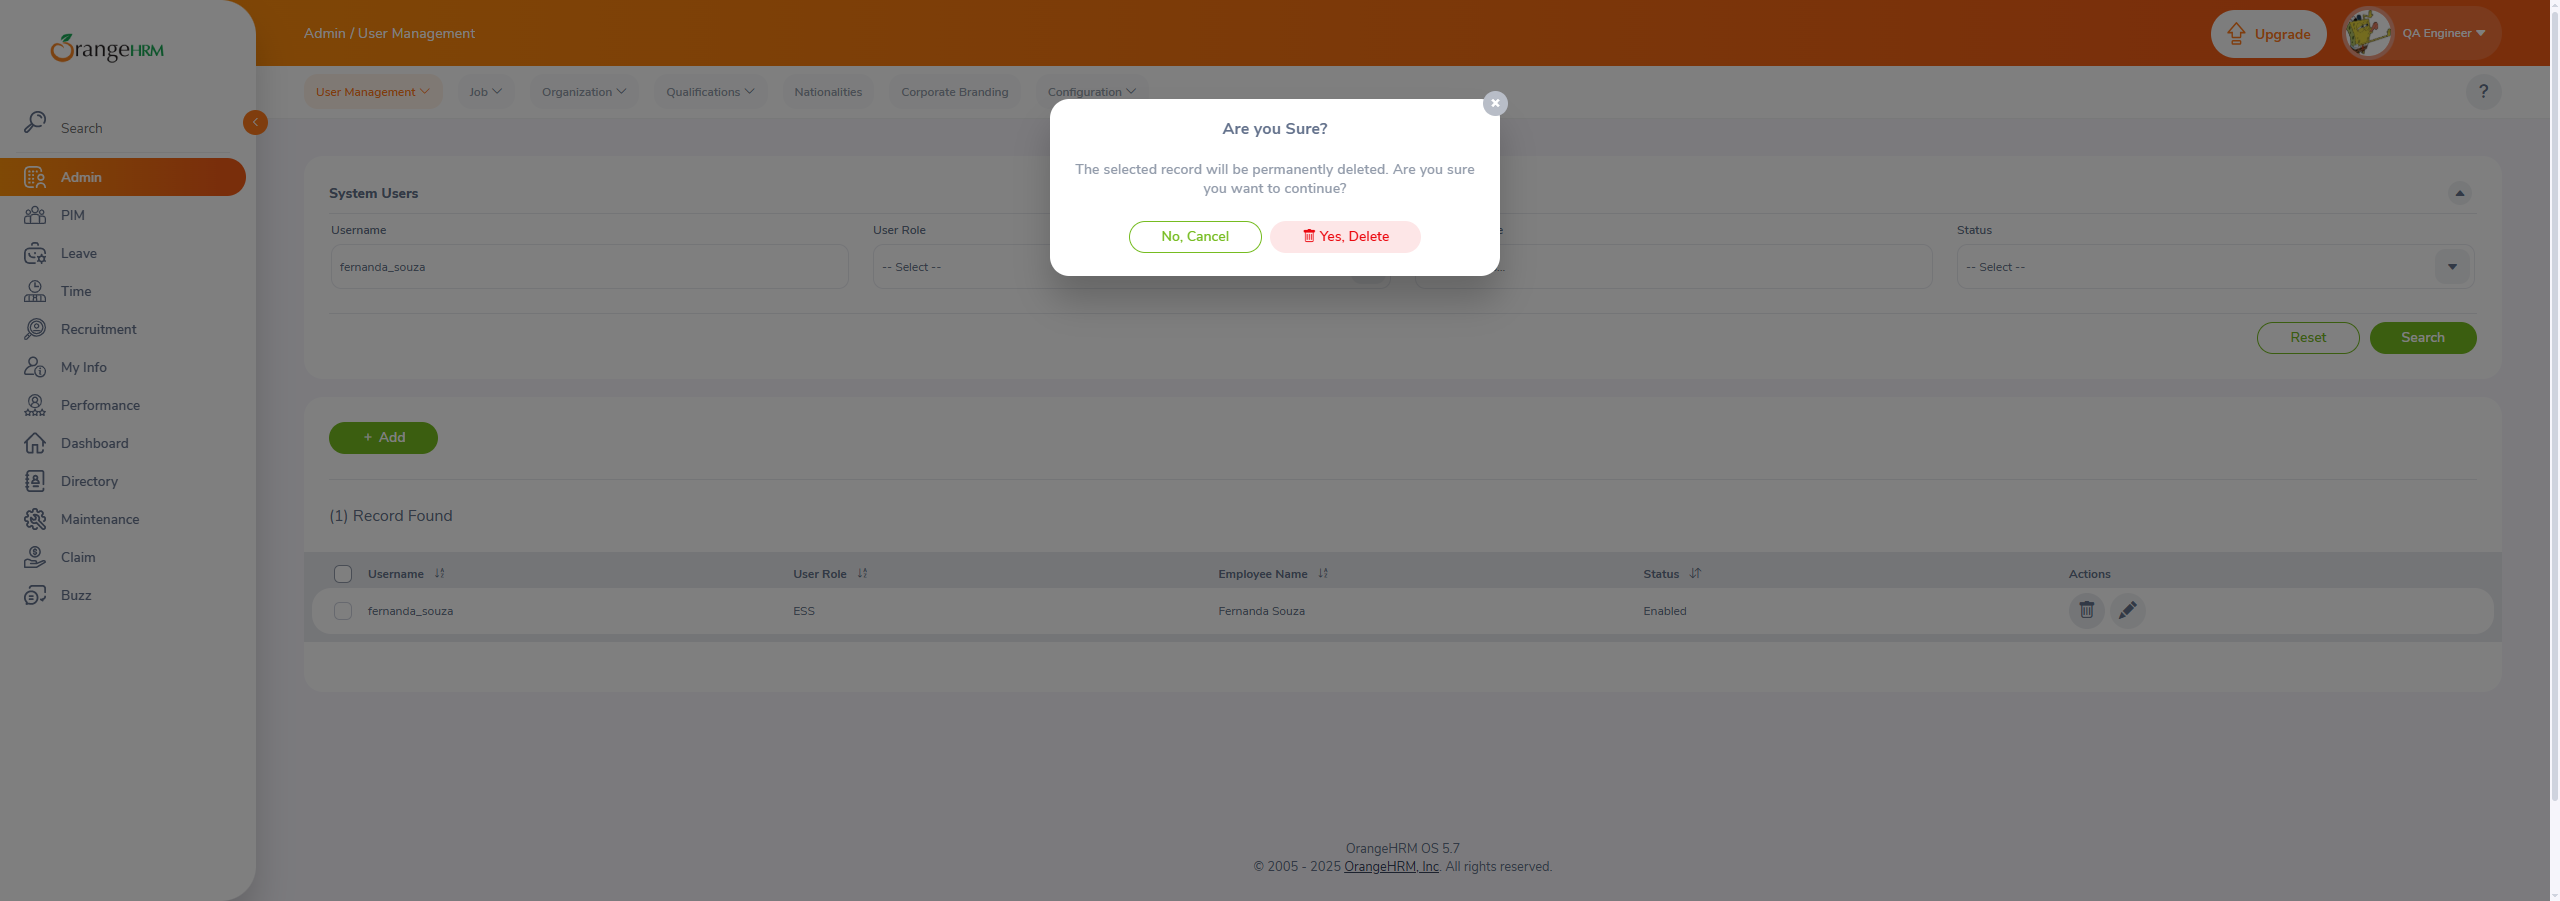 OrangeHRM
Admin / User Management
Upgrade
QA Engineer
User Management
Job
Organization
Qualifications
Nationalities
Corporate Branding
Configuration
?
Search
Admin
PIM
Leave
Time
Recruitment
My Info
Performance
Dashboard
Directory
Maintenance
Claim
Buzz
Are you Sure?
The selected record will be permanently deleted. Are you sure
you want to continue?
No, Cancel
Yes, Delete
System Users
Username
User Role
Status
fernanda_souza
-- Select --
-- Select --
Reset
Search
+ Add
(1) Record Found
Username
User Role
Employee Name
Status
Actions
fernanda_souza
ESS
Fernanda Souza
Enabled
OrangeHRM OS 5.7
© 2005 - 2025 OrangeHRM, Inc. All rights reserved.